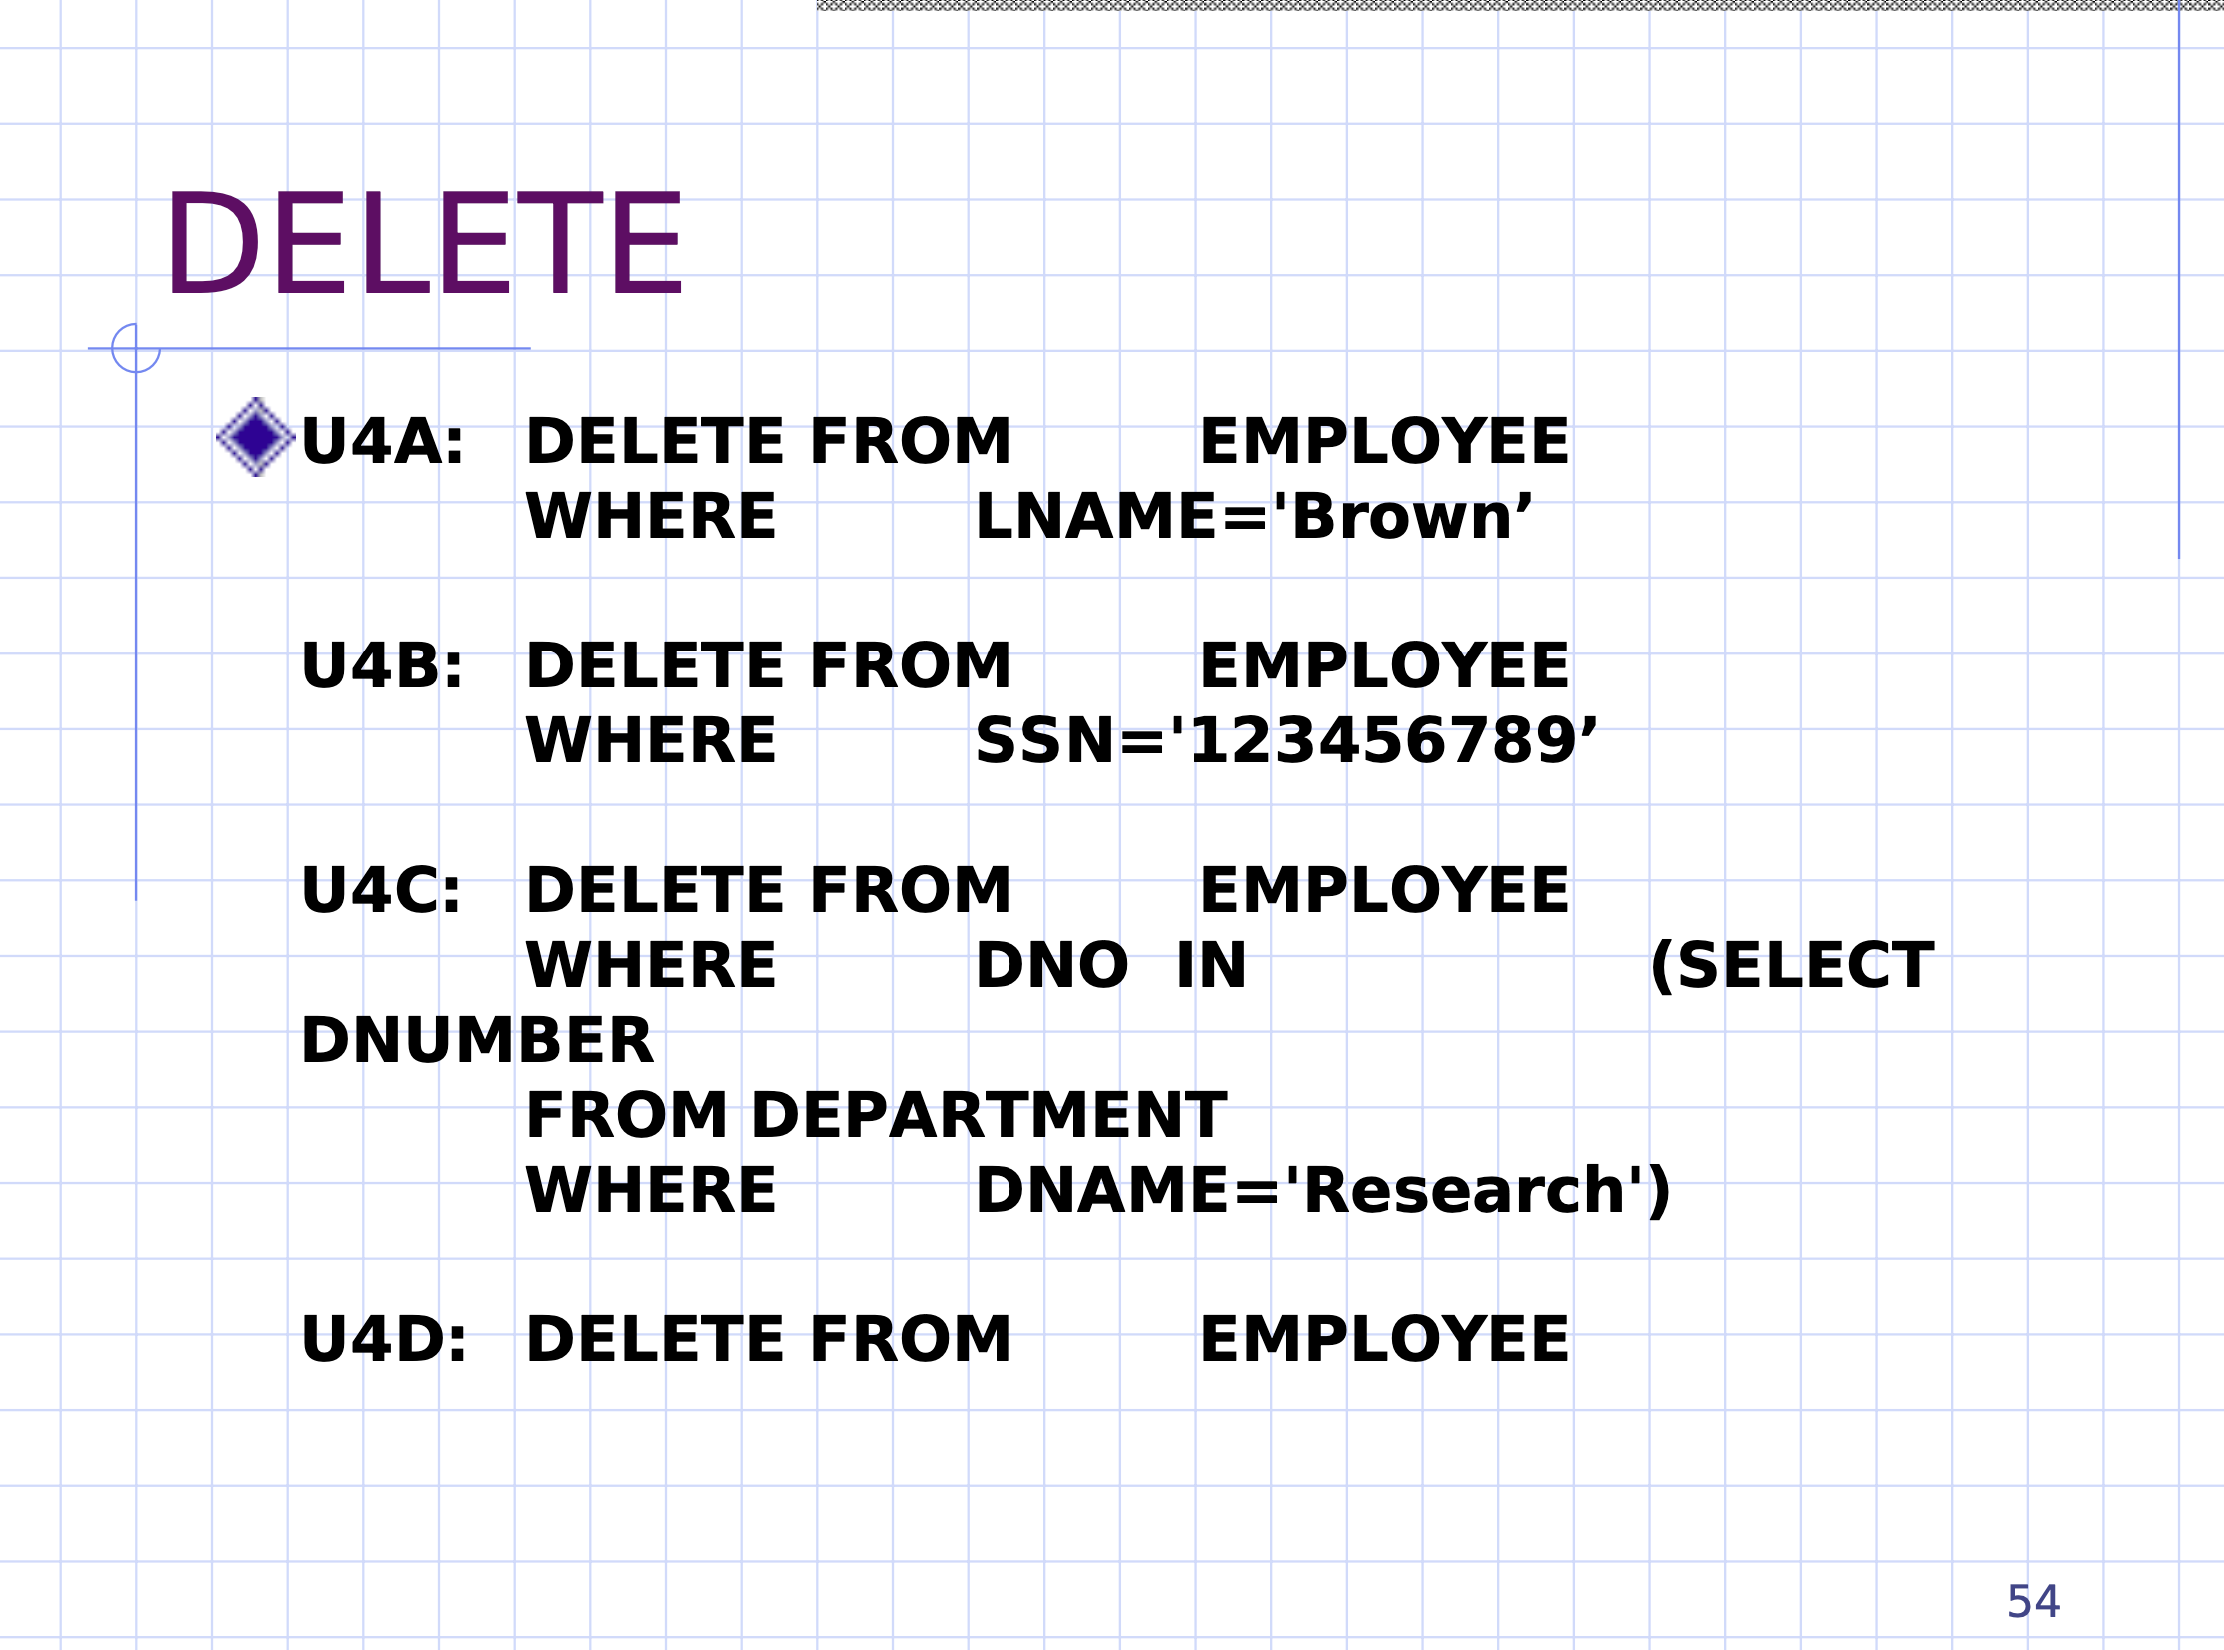 DELETE
U4A: DELETE FROM EMPLOYEE
WHERE LNAME='Brown’
U4B: DELETE FROM EMPLOYEE
WHERE SSN='123456789’
U4C: DELETE FROM EMPLOYEE
WHERE DNO IN (SELECT
DNUMBER
FROM DEPARTMENT
WHERE DNAME='Research')
U4D: DELETE FROM EMPLOYEE
54